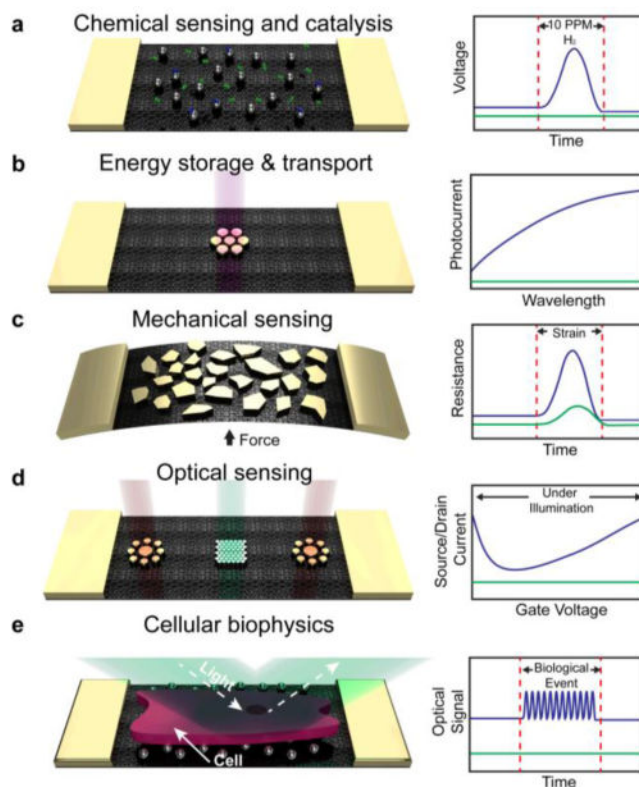 a Chemical sensing and catalysis
10 PPM
H₂
Voltage
Time
b Energy storage & transport
Photocurrent
Wavelength
c Mechanical sensing
Force
Strain
Resistance
Time
d Optical sensing
Under
Illumination
Source/Drain
Current
Gate Voltage
e Cellular biophysics
Light
Cell
Biological
Event
Optical
Signal
Time